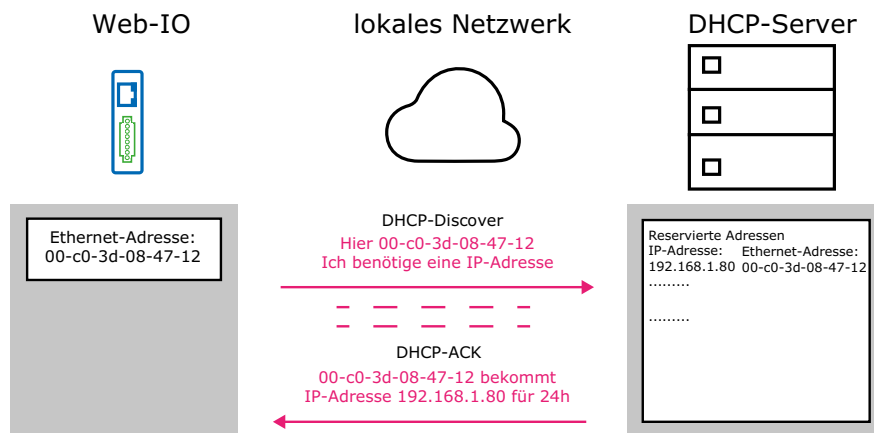 Web-IO
lokales Netzwerk
DHCP-Server
Ethernet-Adresse:
00-c0-3d-08-47-12
DHCP-Discover
Hier 00-c0-3d-08-47-12
Ich benötige eine IP-Adresse
DHCP-ACK
00-c0-3d-08-47-12 bekommt
IP-Adresse 192.168.1.80 für 24h
Reservierte Adressen
IP-Adresse: Ethernet-Adresse:
192.168.1.80 00-c0-3d-08-47-12
.........
.........